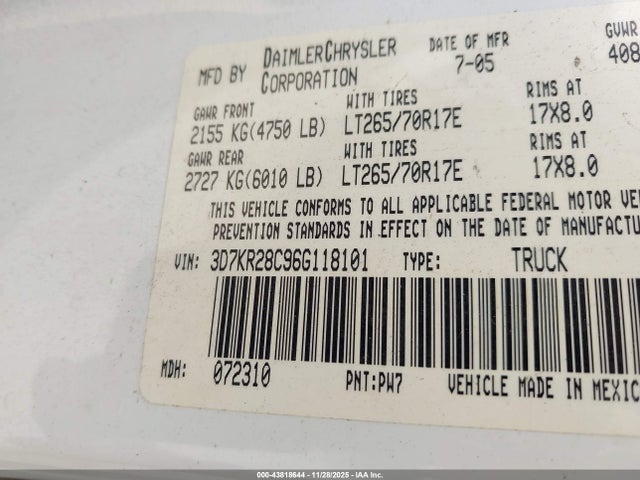 MFD BY DAIMLERCHRYSLER CORPORATION DATE OF MFR 7-05 GVWR 408
GAWR FRONT WITH TIRES RIMS AT
2155 KG(4750 LB) LT265/70R17E 17X8.0
GAWR REAR WITH TIRES RIMS AT
2727 KG(6010 LB) LT265/70R17E 17X8.0
THIS VEHICLE CONFORMS TO ALL APPLICABLE FEDERAL MOTOR VE
PREVENTION STANDARDS IN EFFECT ON THE DATE OF MANUFACTU
VIN: 3D7KR28C96G118101 TYPE: TRUCK
MDH: 072310 PNT:PW7 VEHICLE MADE IN MEXIC
000-43818644 - 11/28/2025 - IAA Inc.